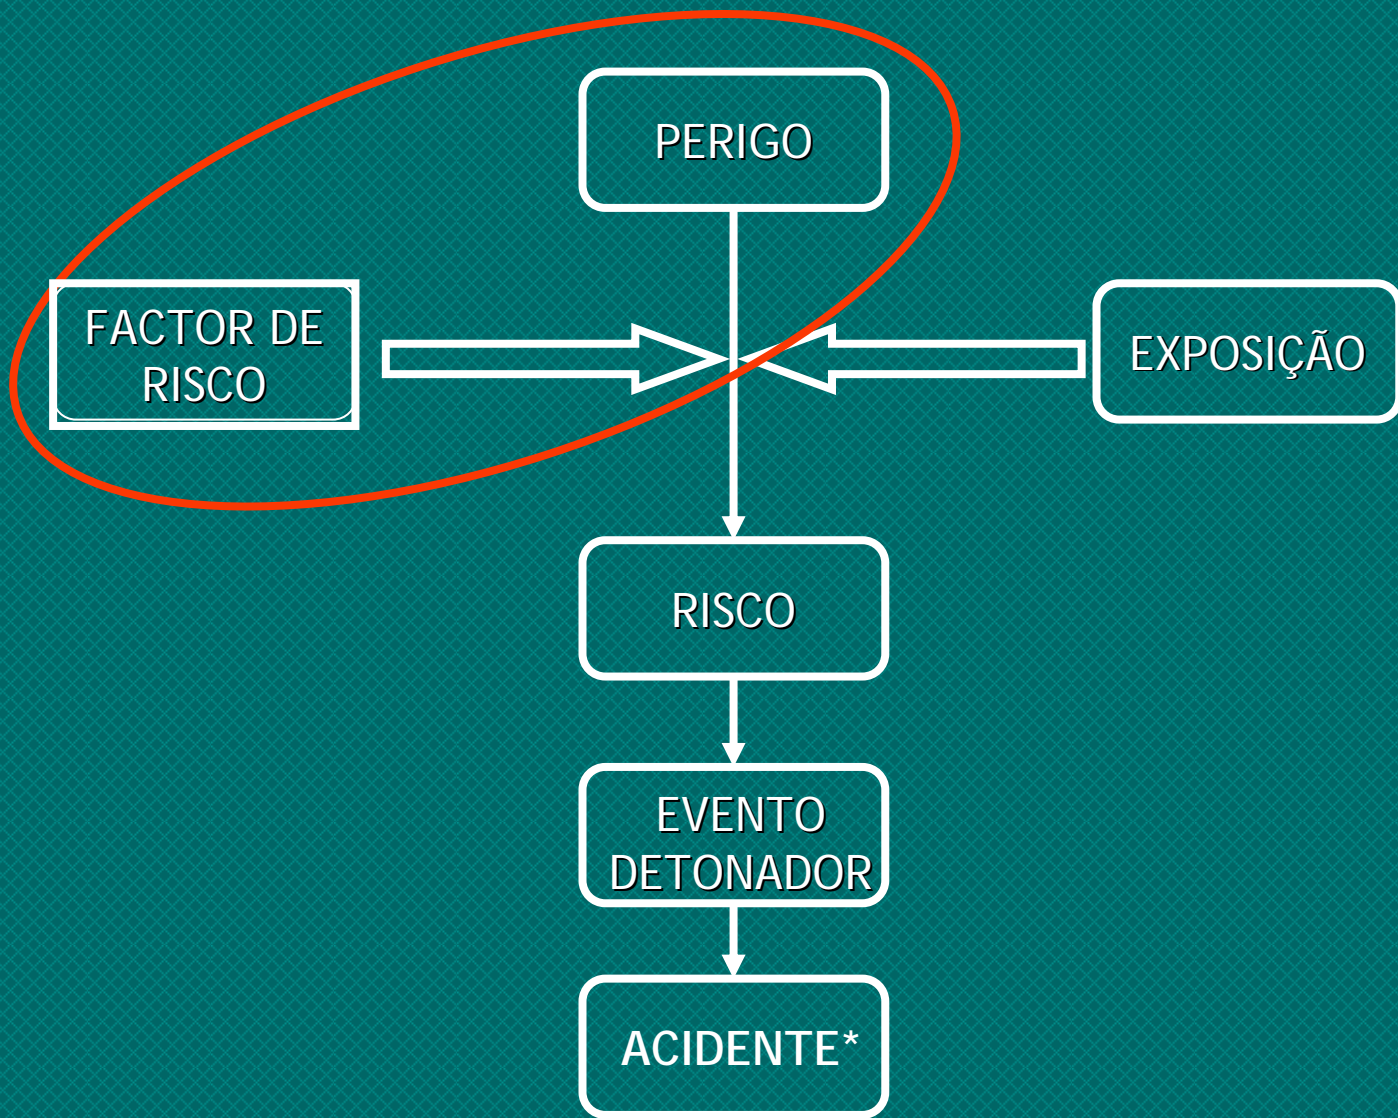 PERIGO
FACTOR DE
RISCO
EXPOSIÇÃO
RISCO
EVENTO
DETONADOR
ACIDENTE*